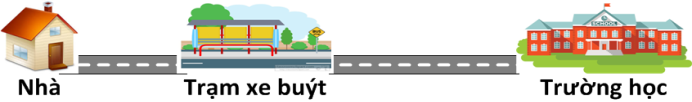 SCHOOL
Nhà
Trạm xe buýt
Trường học